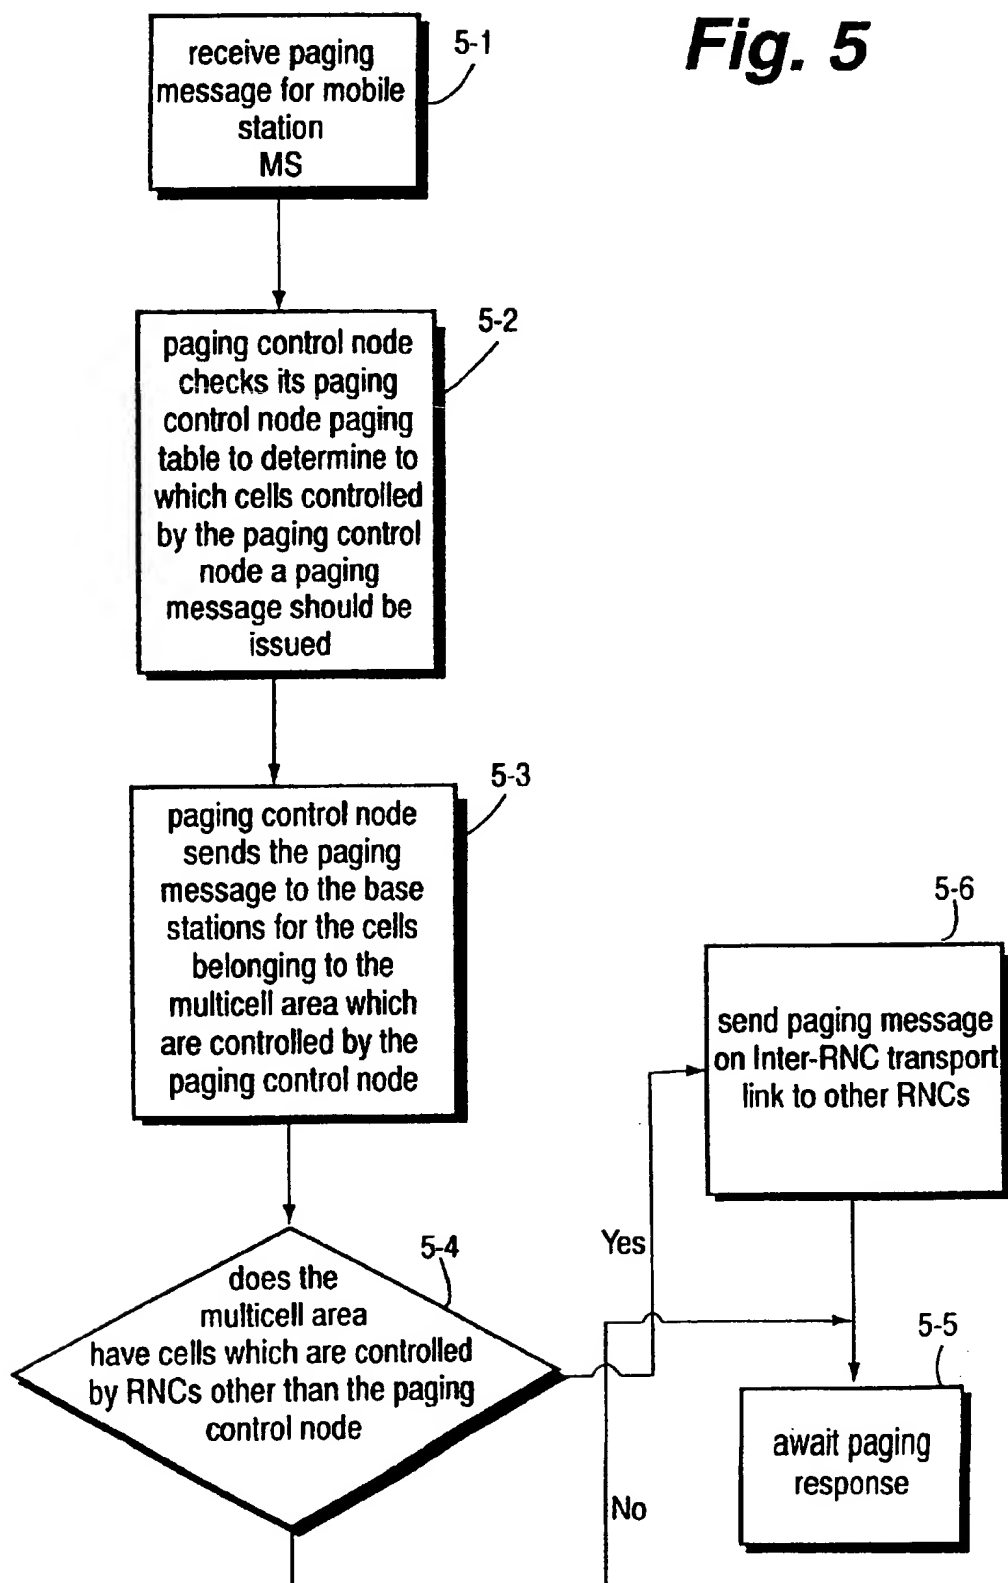 Fig. 5
5-1
receive paging
message for mobile
station
MS
5-2
paging control node
checks its paging
control node paging
table to determine to
which cells controlled
by the paging control
node a paging
message should be
issued
5-3
paging control node
sends the paging
message to the base
stations for the cells
belonging to the
multicell area which
are controlled by the
paging control node
5-4
does the
multicell area
have cells which are controlled
by RNCs other than the paging
control node
Yes
No
5-6
send paging message
on Inter-RNC transport
link to other RNCs
5-5
await paging
response